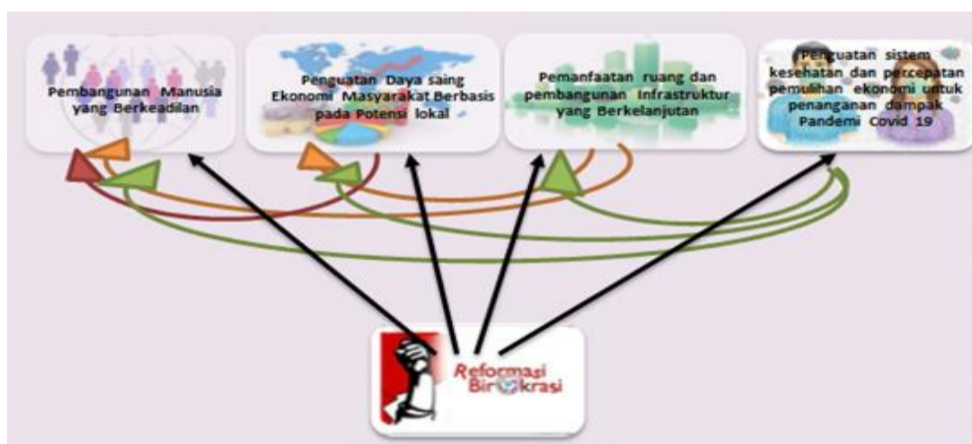 Pembangunan Manusia
yang Berkeadilan
Penguatan Daya saing
Ekonomi Masyarakat Berbasis
pada Potensi lokal
Pemanfaatan ruang dan
pembangunan Infrastruktur
yang Berkelanjutan
Penguatan sistem
kesehatan dan percepatan
pemulihan ekonomi untuk
penanganan dampak
Pandemi Covid 19
Reformasi
Birokrasi